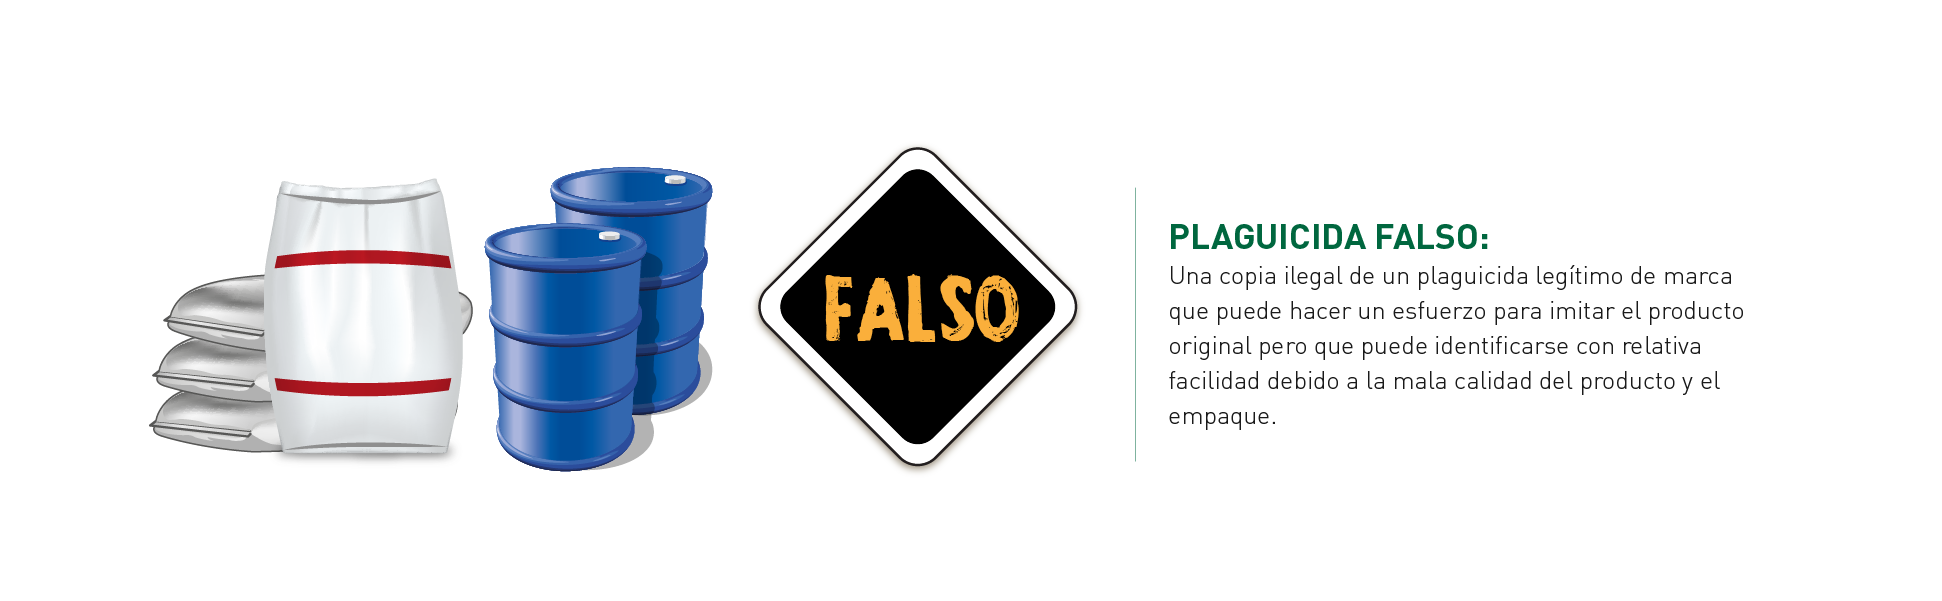 FALSO
PLAGUICIDA FALSO:
Una copia ilegal de un plaguicida legítimo de marca
que puede hacer un esfuerzo para imitar el producto
original pero que puede identificarse con relativa
facilidad debido a la mala calidad del producto y el
empaque.